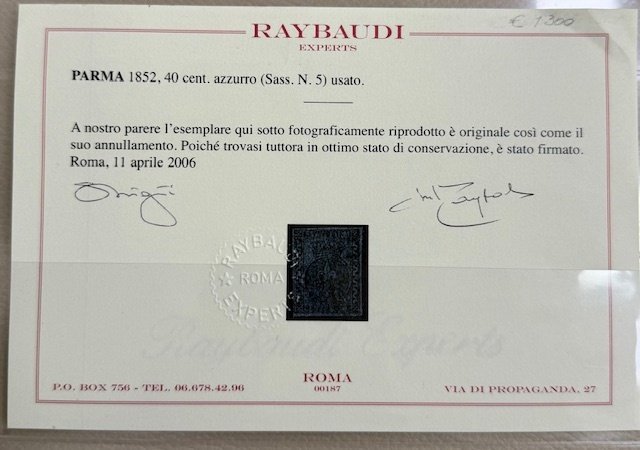 € 1300
RAYBAUDI
EXPERTS
PARMA 1852, 40 cent. azzurro (Sass. N. 5) usato.
A nostro parere l'esemplare qui sotto fotograficamente riprodotto è originale così come il
suo annullamento. Poiché trovasi tuttora in ottimo stato di conservazione, è stato firmato.
Roma, 11 aprile 2006
RAYBAUDI
ROMA
EXPERTS
Raybaudi Experts
ROMA
00187
P.O. BOX 756 - TEL. 06.678.42.96
VIA DI PROPAGANDA, 27